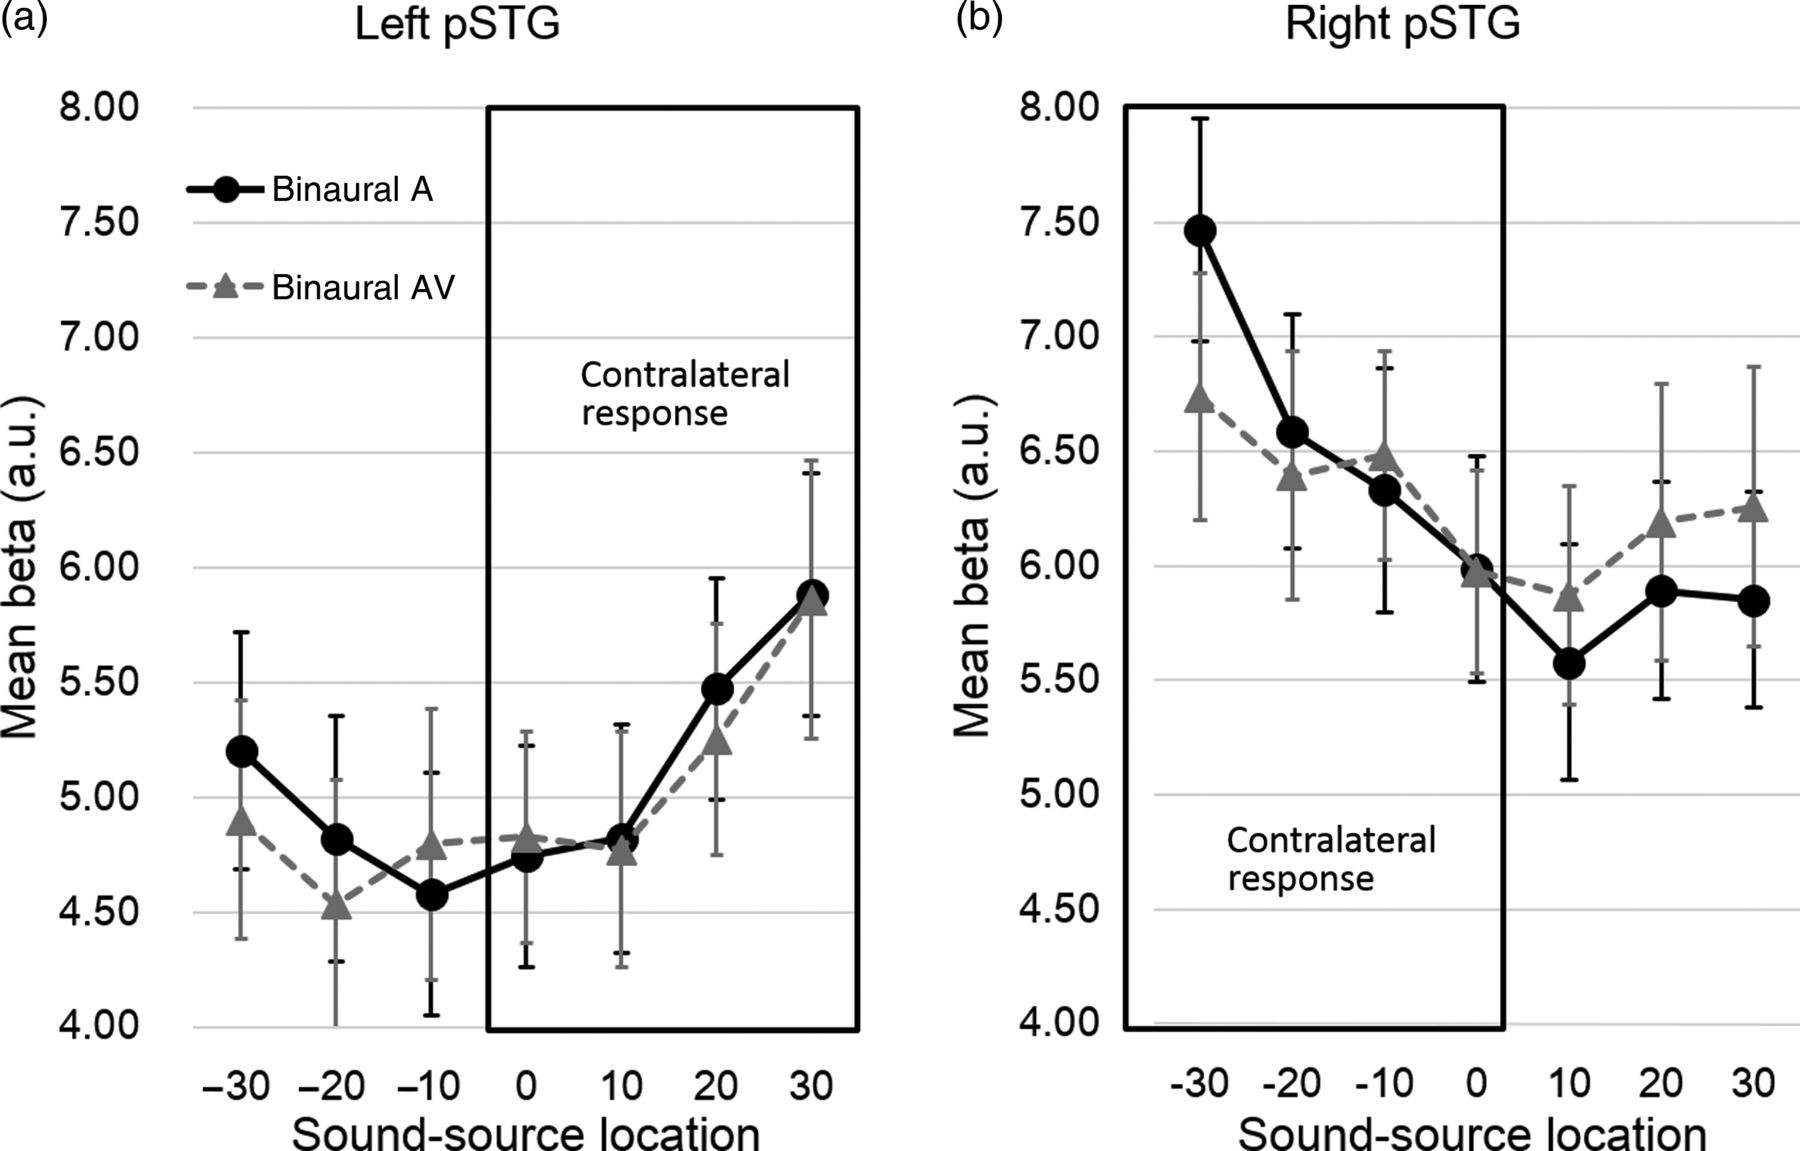 (a)
Left pSTG
8.00
7.50
7.00
6.50
6.00
5.50
5.00
4.50
4.00
Mean beta (a.u.)
Binaural A
Binaural AV
Contralateral
response
–30 –20 –10 0 10 20 30
Sound-source location
(b)
Right pSTG
8.00
7.50
7.00
6.50
6.00
5.50
5.00
4.50
4.00
Mean beta (a.u.)
Contralateral
response
-30 -20 -10 0 10 20 30
Sound-source location